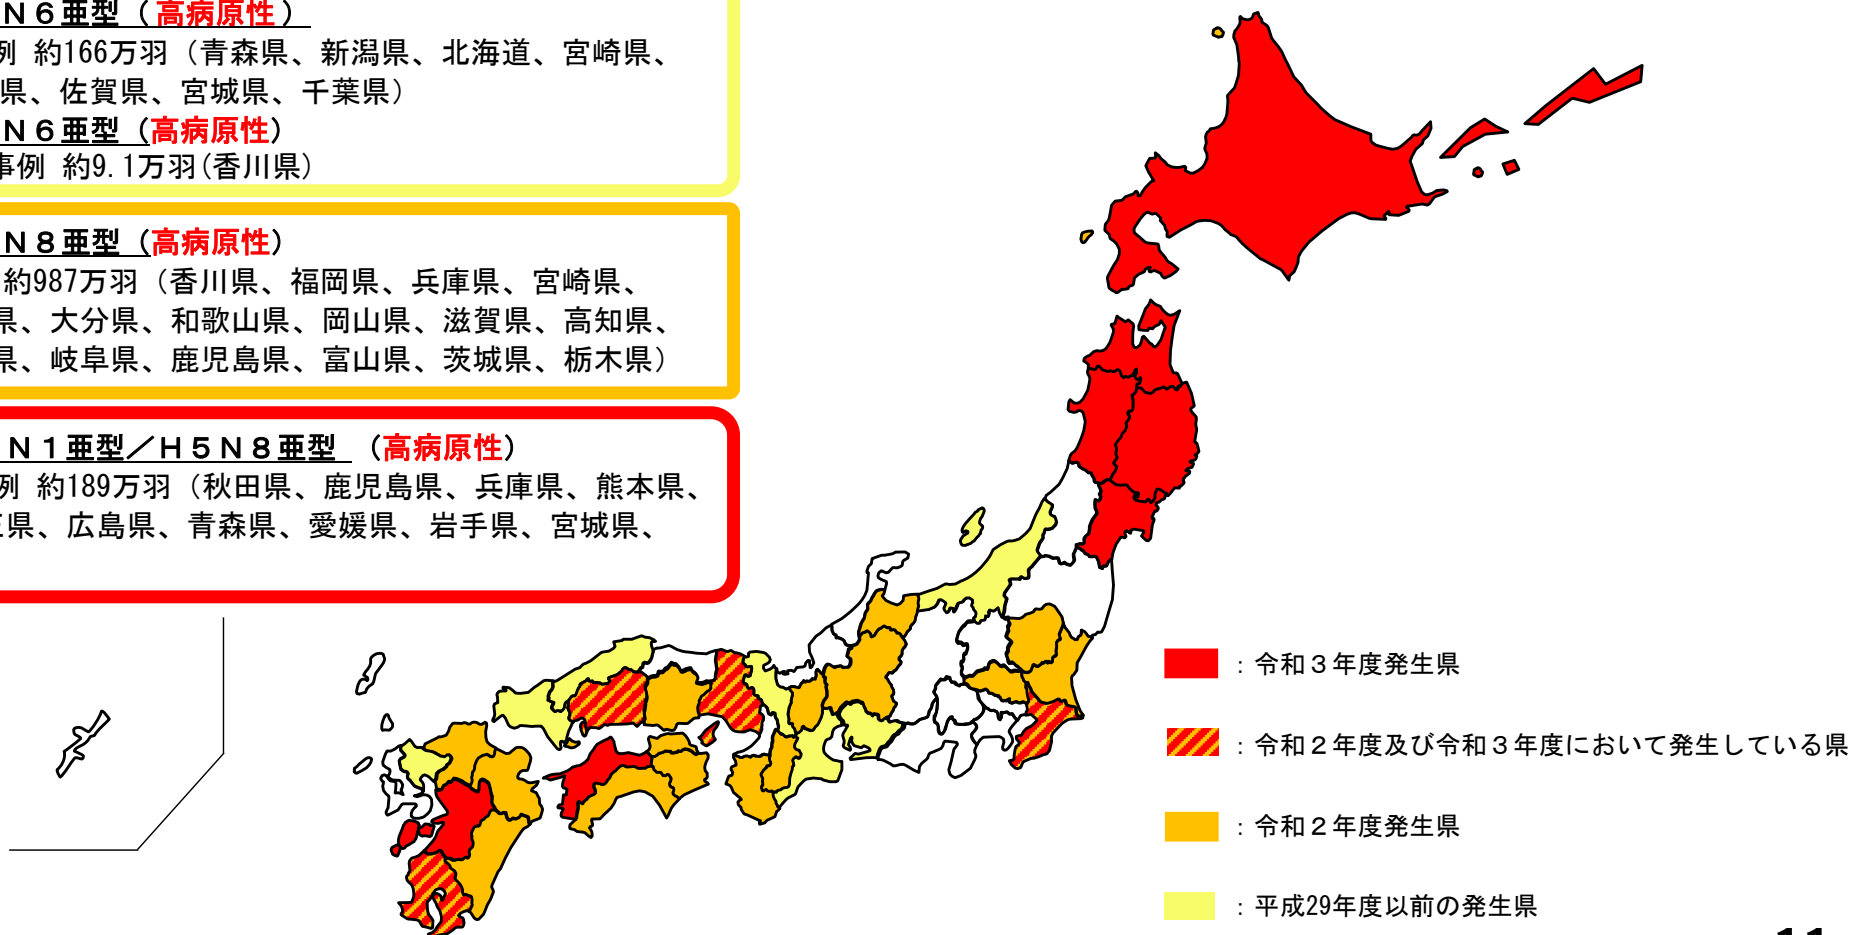 Ｎ６亜型（高病原性）
例 約166万羽（青森県、新潟県、北海道、宮崎県、
県、佐賀県、宮城県、千葉県）
Ｎ６亜型（高病原性）
事例 約9.1万羽(香川県)
Ｎ８亜型（高病原性）
約987万羽（香川県、福岡県、兵庫県、宮崎県、
県、大分県、和歌山県、岡山県、滋賀県、高知県、
県、岐阜県、鹿児島県、富山県、茨城県、栃木県）
Ｎ１亜型／Ｈ５Ｎ８亜型（高病原性）
例 約189万羽（秋田県、鹿児島県、兵庫県、熊本県、
県、広島県、青森県、愛媛県、岩手県、宮城県、
：令和３年度発生県
：令和２年度及び令和３年度において発生している県
：令和２年度発生県
：平成29年度以前の発生県